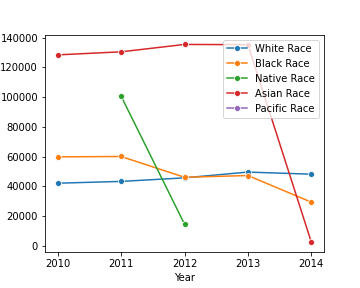 140000
120000
100000
80000
60000
40000
20000
0
2010 2011 2012 2013 2014
Year
White Race
Black Race
Native Race
Asian Race
Pacific Race